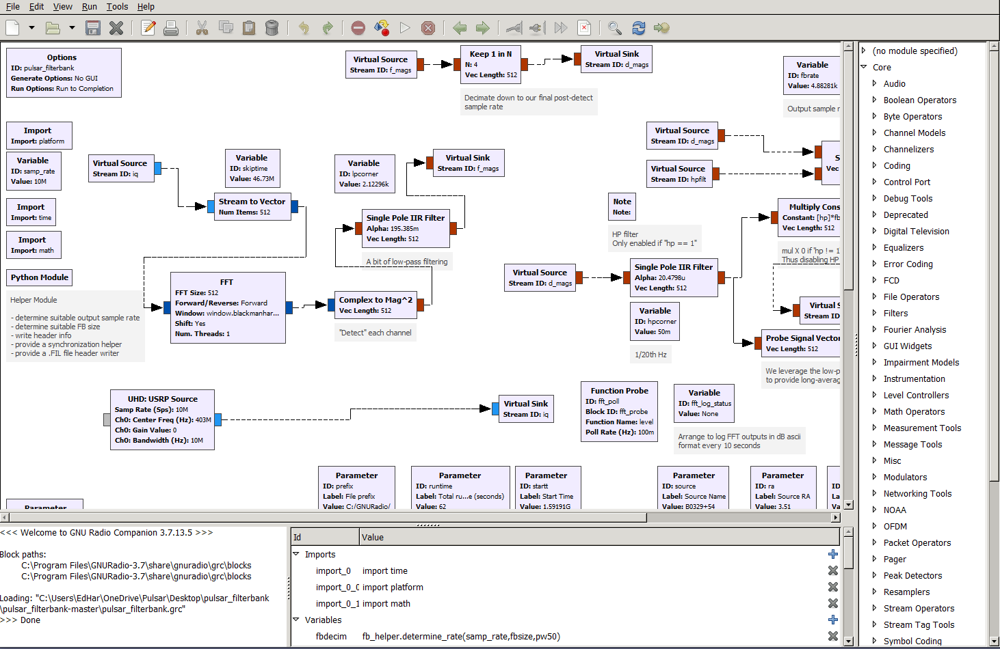 File Edit View Run Tools Help
Options
ID: pulsar_filterbank
Generate Options: No GUI
Run Options: Run to Completion
Virtual Source
Stream ID: f_mags
Keep 1 in N
N: 4
Vec Length: 512
Virtual Sink
Stream ID: d_mags
Decimate down to our final post-detect
sample rate
Variable
ID: fbrate
Value: 4.88281k
Output sample r
Import
Import: platform
Variable
ID: samp_rate
Value: 10M
Import
Import: time
Import
Import: math
Python Module
Helper Module
- determine suitable output sample rate
- determine suitable FB size
- write header info
- provide a synchronization helper
- provide a .FIL file header writer
Virtual Source
Stream ID: iq
Variable
ID: skiptime
Value: 46.73M
Stream to Vector
Num Items: 512
FFT
FFT Size: 512
Forward/Reverse: Forward
Window: window.blackmanhar...
Shift: Yes
Num. Threads: 1
Variable
ID: lpcorner
Value: 2.12296k
Virtual Sink
Stream ID: f_mags
Single Pole IIR Filter
Alpha: 195.385m
Vec Length: 512
A bit of low-pass filtering
Complex to Mag^2
Vec Length: 512
"Detect" each channel
Virtual Source
Stream ID: d_mags
Virtual Source
Stream ID: hpfilt
S
Vec
Note
Note:
HP filter
Only enabled if "hp == 1"
Multiply Cons
Constant: [hp]*fb
Vec Length: 512
mul X 0 if "hp != 1
Thus disabling HP
Virtual Source
Stream ID: d_mags
Single Pole IIR Filter
Alpha: 20.4798u
Vec Length: 512
Variable
ID: hpcorner
Value: 50m
1/20th Hz
Virtual S
Stream ID
Probe Signal Vector
Vec Length: 512
We leverage the low-p
to provide long-averag
UHD: USRP Source
Samp Rate (Sps): 10M
Ch0: Center Freq (Hz): 403M
Ch0: Gain Value: 0
Ch0: Bandwidth (Hz): 10M
Virtual Sink
Stream ID: iq
Function Probe
ID: fft_poll
Block ID: fft_probe
Function Name: level
Poll Rate (Hz): 100m
Variable
ID: fft_log_status
Value: None
Arrange to log FFT outputs in dB ascii
format every 10 seconds
Parameter
Parameter
ID: prefix
Label: File prefix
Value: C:/GNURadio/
Parameter
ID: runtime
Label: Total ru...e (seconds)
Value: 62
Parameter
ID: startt
Label: Start Time
Value: 1.59191G
Parameter
ID: source
Label: Source Name
Value: B0329+54
Parameter
ID: ra
Label: Source RA
Value: 3.51
ID:
La
Va
(no module specified)
Core
Audio
Boolean Operators
Byte Operators
Channel Models
Channelizers
Coding
Control Port
Debug Tools
Deprecated
Digital Television
Equalizers
Error Coding
FCD
File Operators
Filters
Fourier Analysis
GUI Widgets
Impairment Models
Instrumentation
Level Controllers
Math Operators
Measurement Tools
Message Tools
Misc
Modulators
Networking Tools
NOAA
OFDM
Packet Operators
Pager
Peak Detectors
Resamplers
Stream Operators
Stream Tag Tools
Symbol Coding
<<< Welcome to GNU Radio Companion 3.7.13.5 >>>
Block paths:
C:\Program Files\GNURadio-3.7\share\gnuradio\grc\blocks
C:\Program Files\GNURadio-3.7\share\gnuradio\grc\blocks
Loading: "C:\Users\EdHar\OneDrive\Pulsar\Desktop\pulsar_filterbank
\pulsar_filterbank-master\pulsar_filterbank.grc"
>>> Done
Id Value
Imports
import_0 import time
import_0_0 import platform
import_0_1 import math
Variables
fbdecim fb_helper.determine_rate(samp_rate,fbsize,pw50)